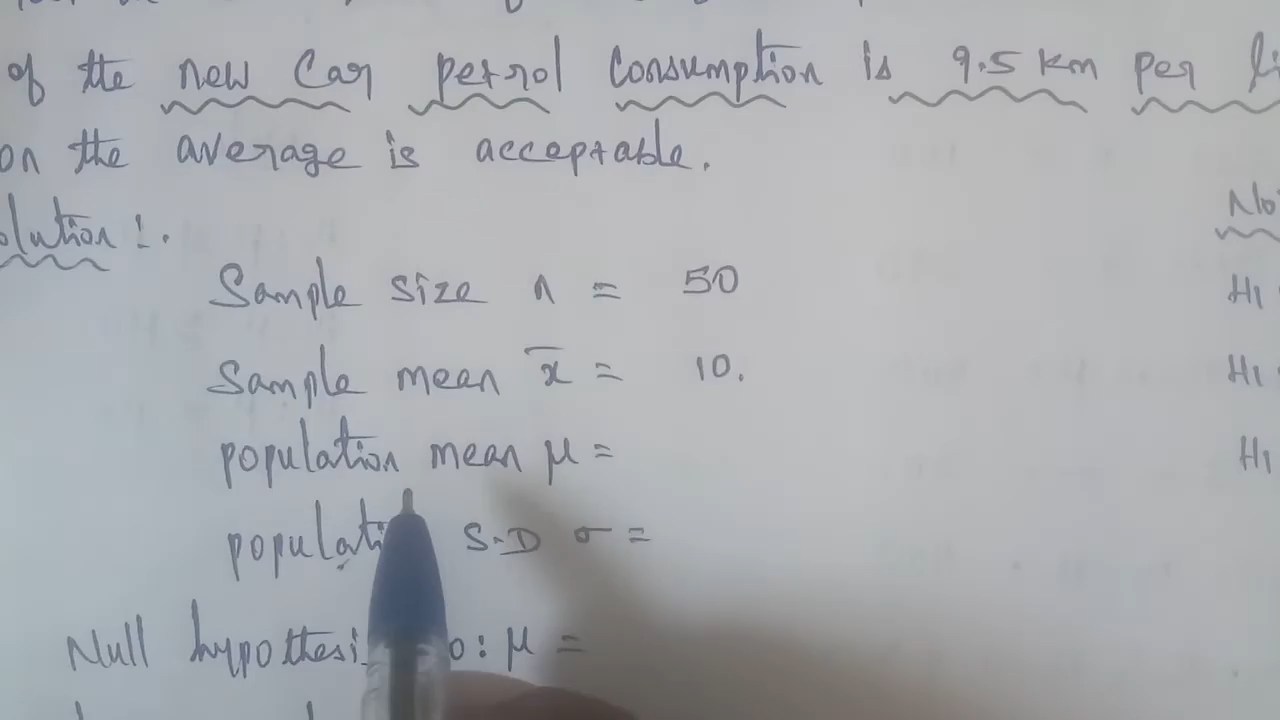 of the new car petrol consumption is 9.5 km per
on the average is acceptable.
Sample size n = 50
Sample mean x̄ = 10.
population mean μ =
S.D σ =
Null μ =
H1
H1
H1